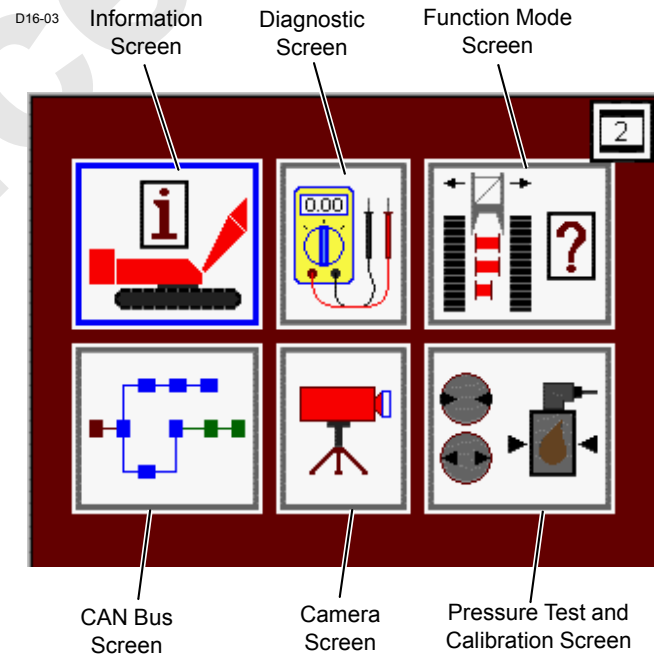 D16-03
Information
Screen
Diagnostic
Screen
Function Mode
Screen
2
i
0.00
?
CAN Bus
Screen
Camera
Screen
Pressure Test and
Calibration Screen